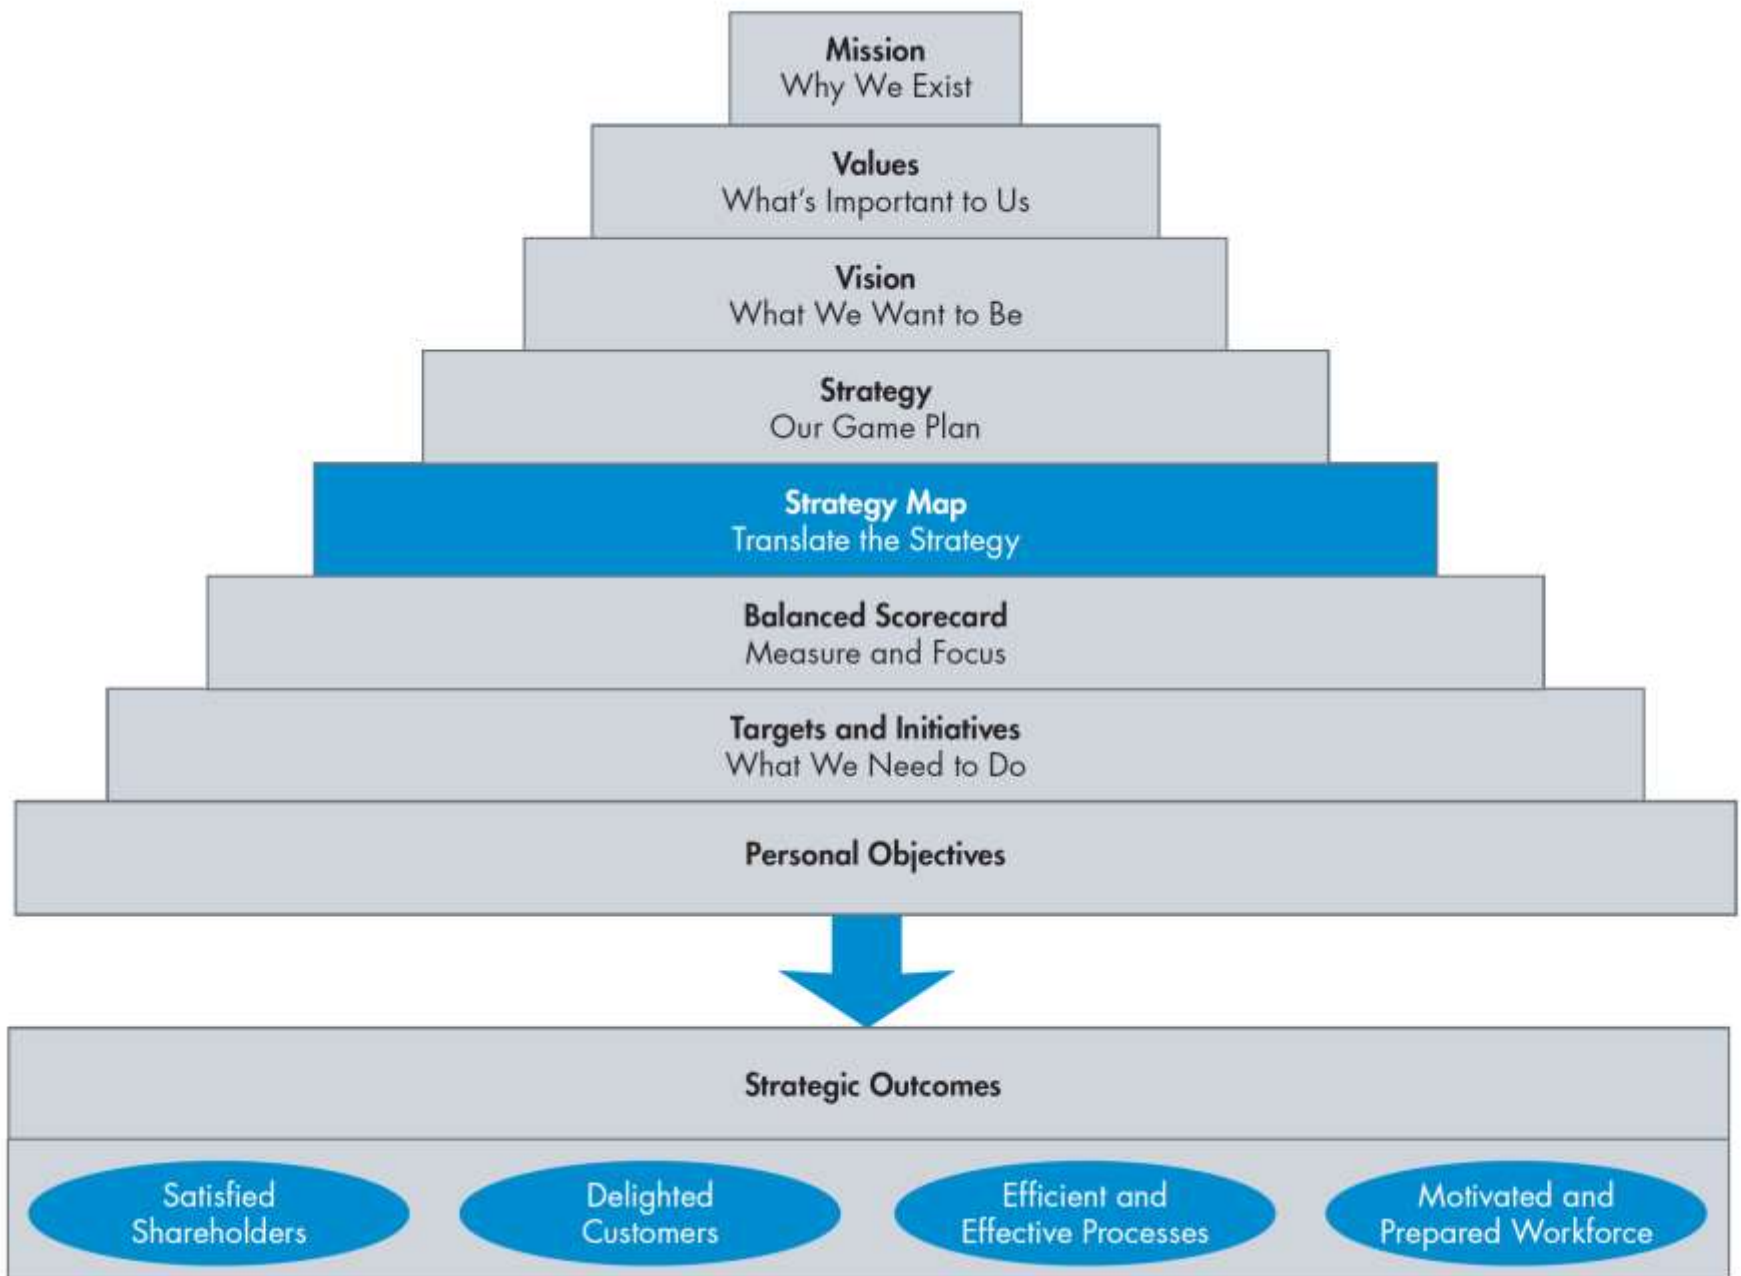 Mission
Why We Exist
Values
What's Important to Us
Vision
What We Want to Be
Strategy
Our Game Plan
Strategy Map
Translate the Strategy
Balanced Scorecard
Measure and Focus
Targets and Initiatives
What We Need to Do
Personal Objectives
Strategic Outcomes
Satisfied
Shareholders
Delighted
Customers
Efficient and
Effective Processes
Motivated and
Prepared Workforce